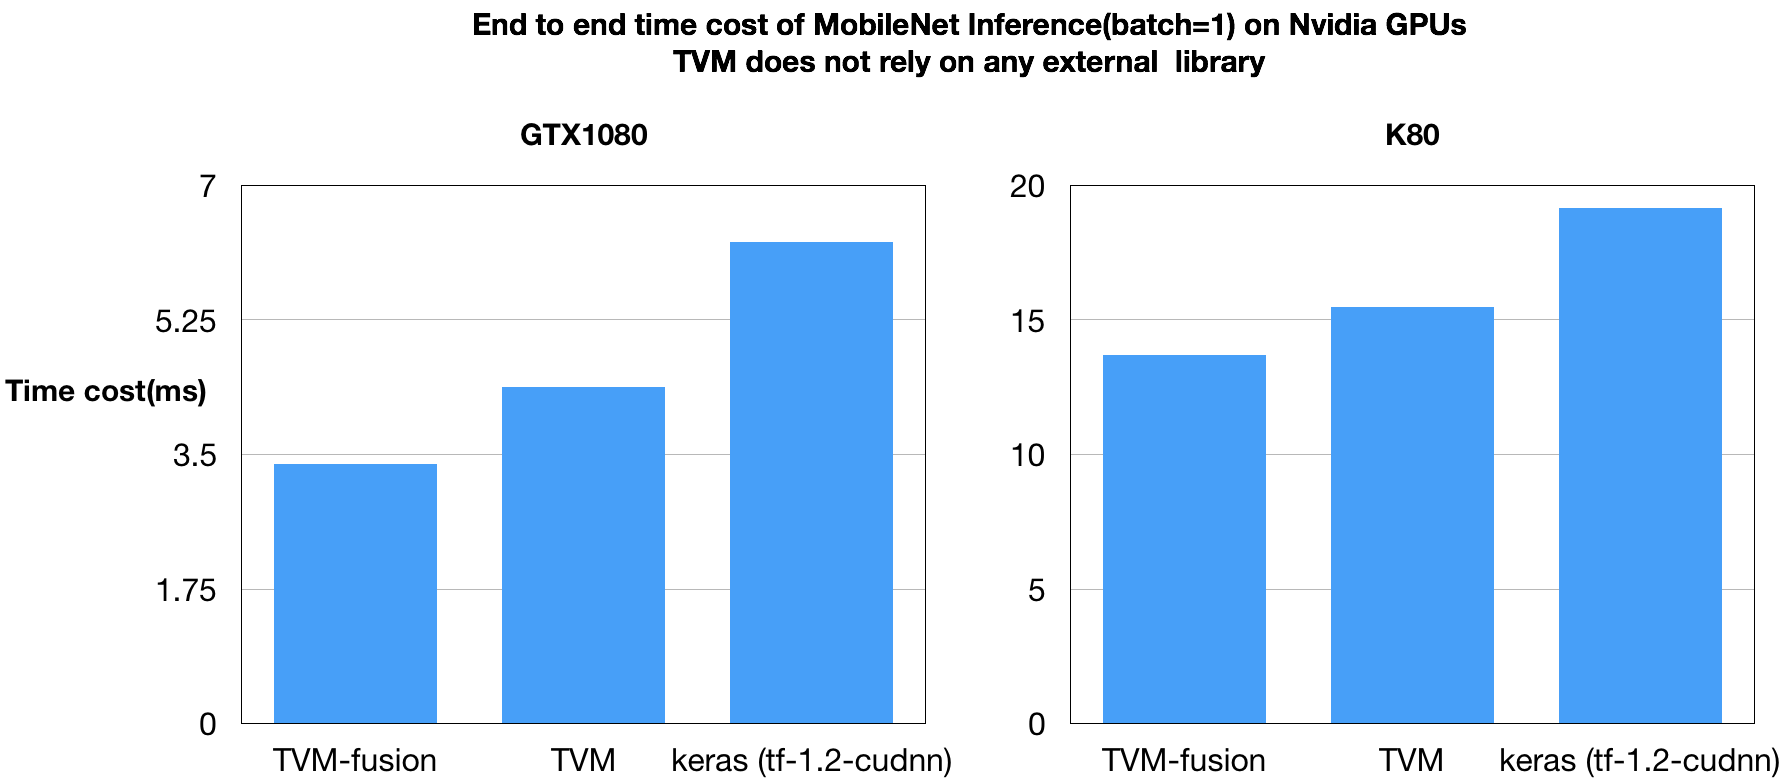 End to end time cost of MobileNet Inference(batch=1) on Nvidia GPUs
TVM does not rely on any external  library
GTX1080
7
5.25
Time cost(ms)
3.5
1.75
0
TVM-fusion
TVM
keras (tf-1.2-cudnn)
K80
20
15
10
5
0
TVM-fusion
TVM
keras (tf-1.2-cudnn)